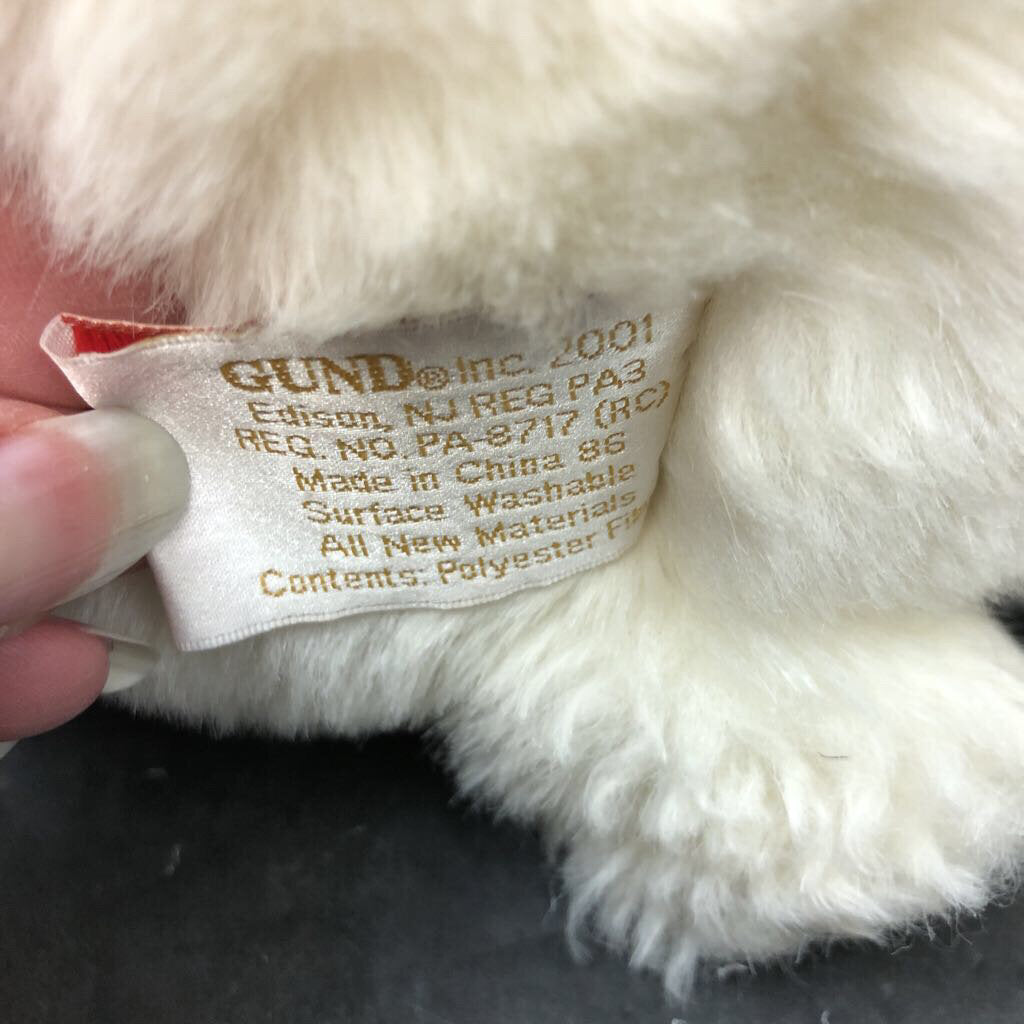 GUND® Inc. 2001
Edison, NJ REG PA3
REG. NO. PA-8717 (RC)
Made in China 86
Surface Washable
All New Materials
Contents: Polyester Fib